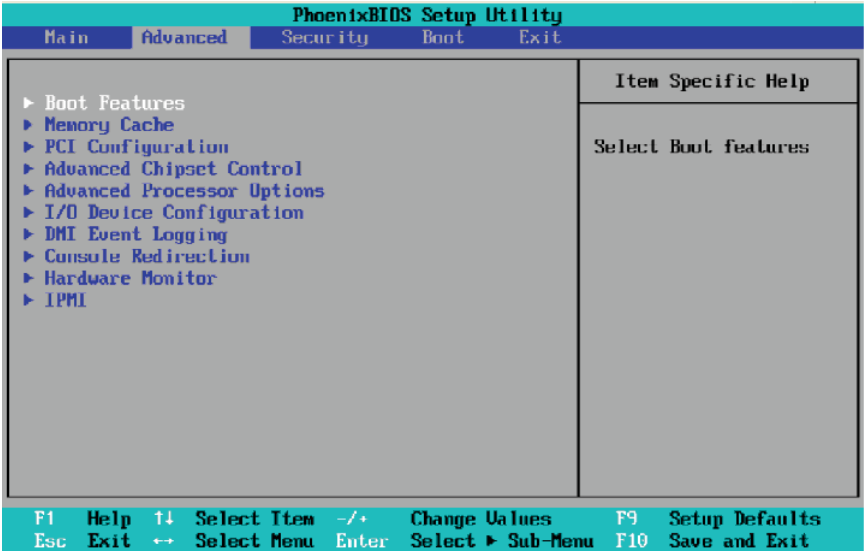 PhoenixBIOS Setup Utility
Main Advanced Security Boot Exit
Item Specific Help
▶ Boot Features
▶ Memory Cache
▶ PCI Configuration
Select Boot features
▶ Advanced Chipset Control
▶ Advanced Processor Options
▶ I/O Device Configuration
▶ DMI Event Logging
▶ Console Redirection
▶ Hardware Monitor
▶ IPMI
F1 Help ↑↓ Select Item -/+ Change Values F9 Setup Defaults
Esc Exit ↔ Select Menu Enter Select ▶ Sub-Menu F10 Save and Exit